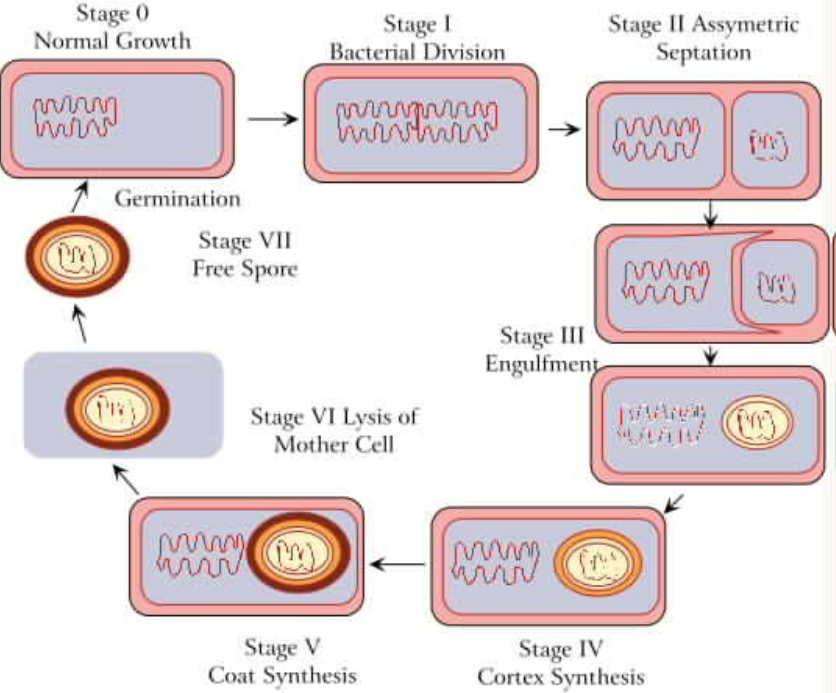 Stage 0
Normal Growth
Stage I
Bacterial Division
Stage II Assymetric
Septation
Germination
Stage VII
Free Spore
Stage III
Engulfment
Stage VI Lysis of
Mother Cell
Stage V
Coat Synthesis
Stage IV
Cortex Synthesis